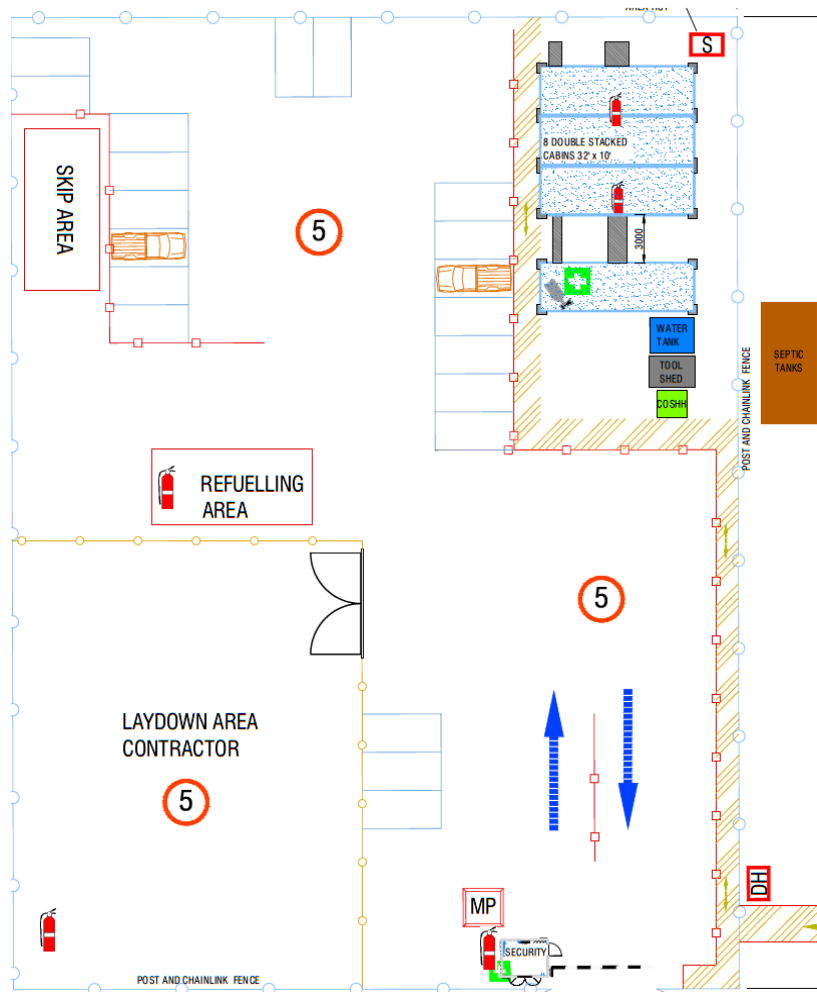 S
8 DOUBLE STACKED
CABINS 32' x 10'
SKIP AREA
5
3000
WATER
TANK
TOOL
SHED
COSHH
SEPTIC
TANKS
POST AND CHAINLINK FENCE
REFUELLING
AREA
5
LAYDOWN AREA
CONTRACTOR
5
DH
MP
SECURITY
POST AND CHAINLINK FENCE